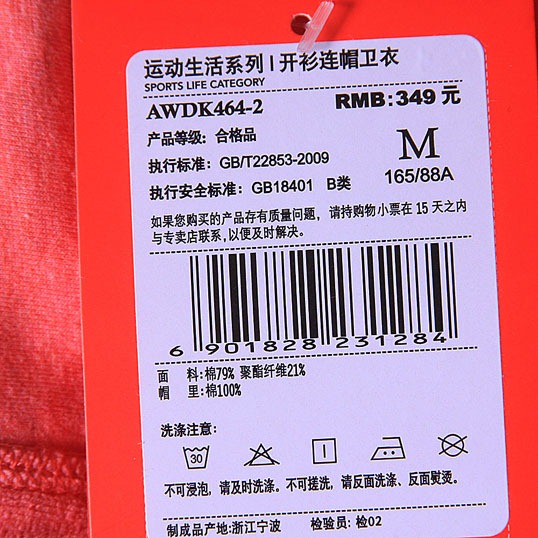 运动生活系列 | 开衫连帽卫衣
SPORTS LIFE CATEGORY
AWDK464-2 RMB:349 元
产品等级: 合格品
执行标准: GB/T22853-2009
M
165/88A
执行安全标准: GB18401 B类
如果您购买的产品存有质量问题, 请持购物小票在 15 天之内
与专卖店联系,以便及时解决。
6 901828 231284
面 料:棉79% 聚酯纤维21%
帽 里:棉100%
洗涤注意:
30
不可浸泡, 请及时洗涤。不可搓洗, 请反面洗涤、反面熨烫。
制成品产地:浙江宁波 检验员: 检02